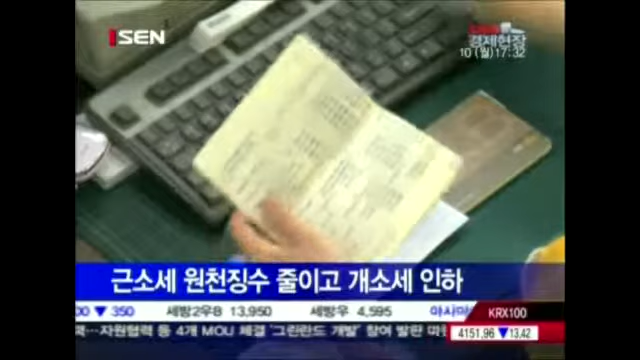 SEN
경제현장
10 (월) 17:32
근소세 원천징수 줄이고 개소세 인하
▼ 350 세방2우B 13,950 세방우 4,595 아시아
KRX100
자원협력 등 4개 MOU 체결 '그린란드 개발' 참여 발판 마
4151,96 ▼13,42